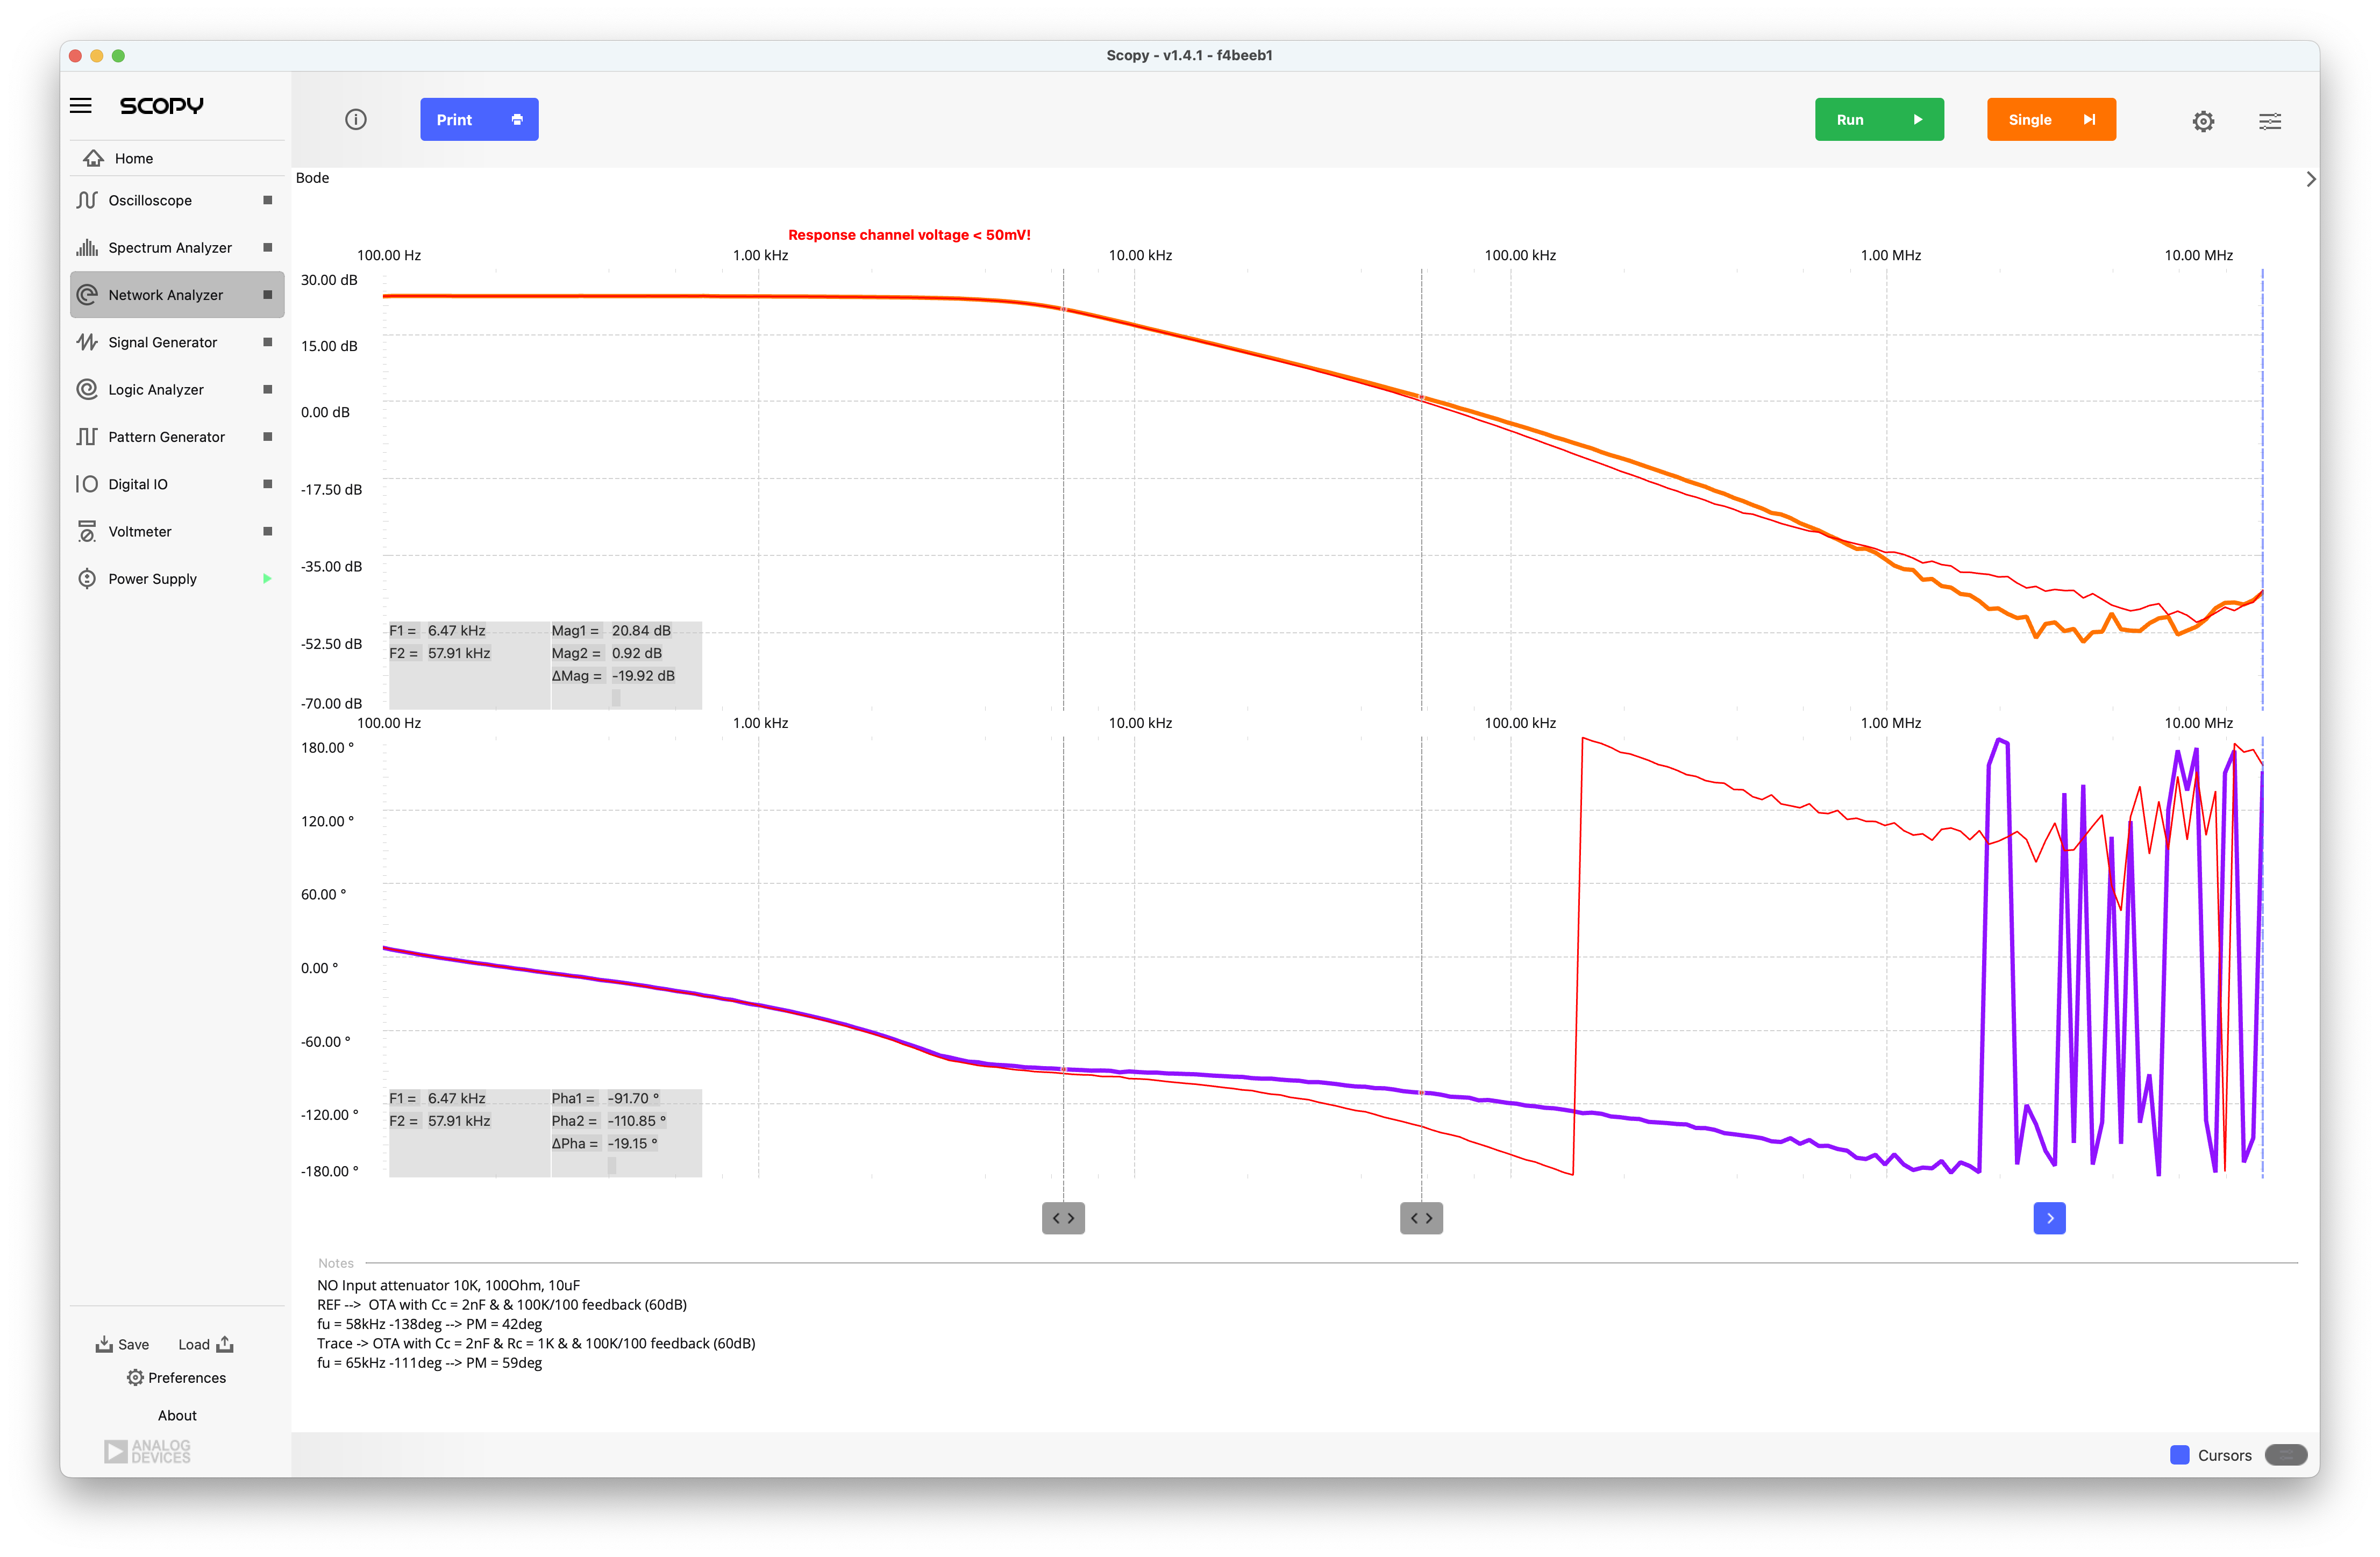 Scopy - v1.4.1 - f4beeb1
SCOPY
Print
Run
Single
Home
Oscilloscope
Spectrum Analyzer
Network Analyzer
Signal Generator
Logic Analyzer
Pattern Generator
Digital IO
Voltmeter
Power Supply
Bode
Response channel voltage < 50mV!
100.00 Hz 1.00 kHz 10.00 kHz 100.00 kHz 1.00 MHz 10.00 MHz
30.00 dB
15.00 dB
0.00 dB
-17.50 dB
-35.00 dB
-52.50 dB
-70.00 dB
F1 = 6.47 kHz Mag1 = 20.84 dB
F2 = 57.91 kHz Mag2 = 0.92 dB
ΔMag = -19.92 dB
100.00 Hz 1.00 kHz 10.00 kHz 100.00 kHz 1.00 MHz 10.00 MHz
180.00 °
120.00 °
60.00 °
0.00 °
-60.00 °
-120.00 °
-180.00 °
F1 = 6.47 kHz Pha1 = -91.70 °
F2 = 57.91 kHz Pha2 = -110.85 °
ΔPha = -19.15 °
Notes
NO Input attenuator 10K, 100Ohm, 10uF
REF --> OTA with Cc = 2nF & & 100K/100 feedback (60dB)
fu = 58kHz -138deg --> PM = 42deg
Trace -> OTA with Cc = 2nF & Rc = 1K & & 100K/100 feedback (60dB)
fu = 65kHz -111deg --> PM = 59deg
Save Load
Preferences
About
ANALOG
DEVICES
Cursors